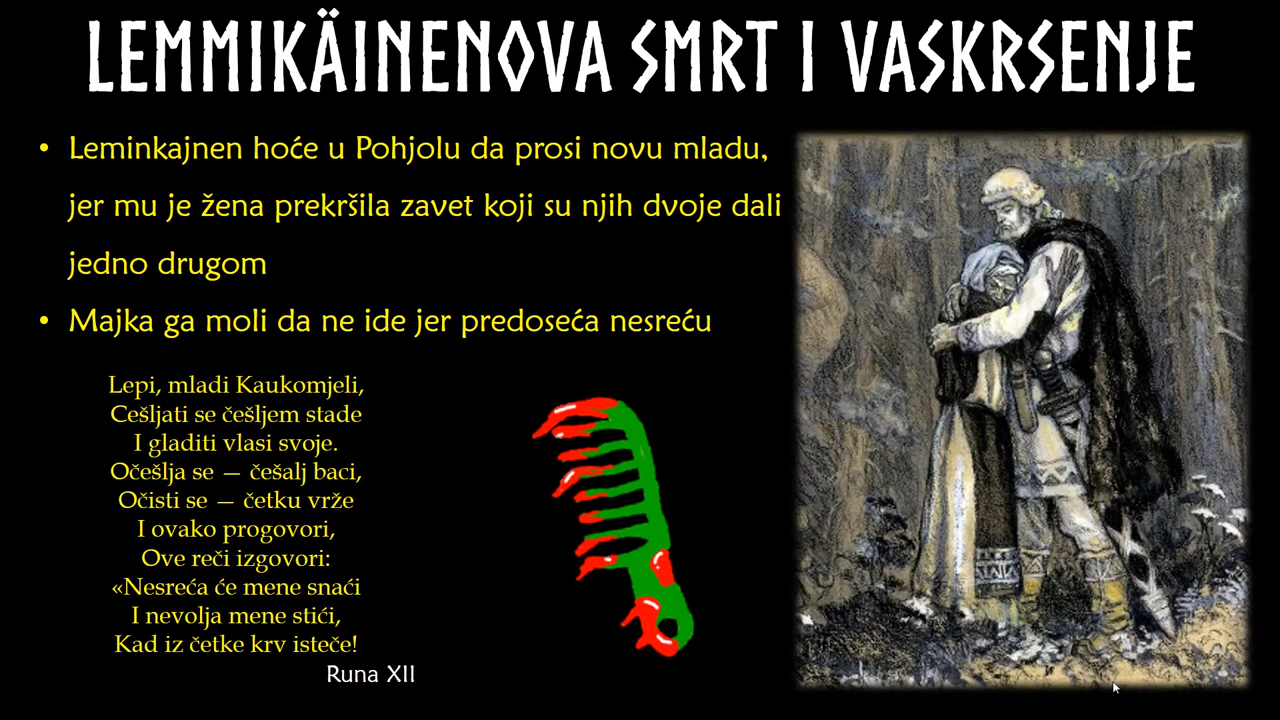 LEMMIKÄINENOVA SMRT I VASKRSENJE
• Leminkajnen hoće u Pohjolu da prosi novu mladu,
jer mu je žena prekršila zavet koji su njih dvoje dali
jedno drugom
• Majka ga moli da ne ide jer predoseća nesreću
Lepi, mladi Kaukomjeli,
Cešljati se češljem stade
I gladiti vlasi svoje.
Očešlja se — češalj baci,
Očisti se — četku vrže
I ovako progovori,
Ove reči izgovori:
«Nesreća će mene snaći
I nevolja mene stići,
Kad iz četke krv isteče!
Runa XII